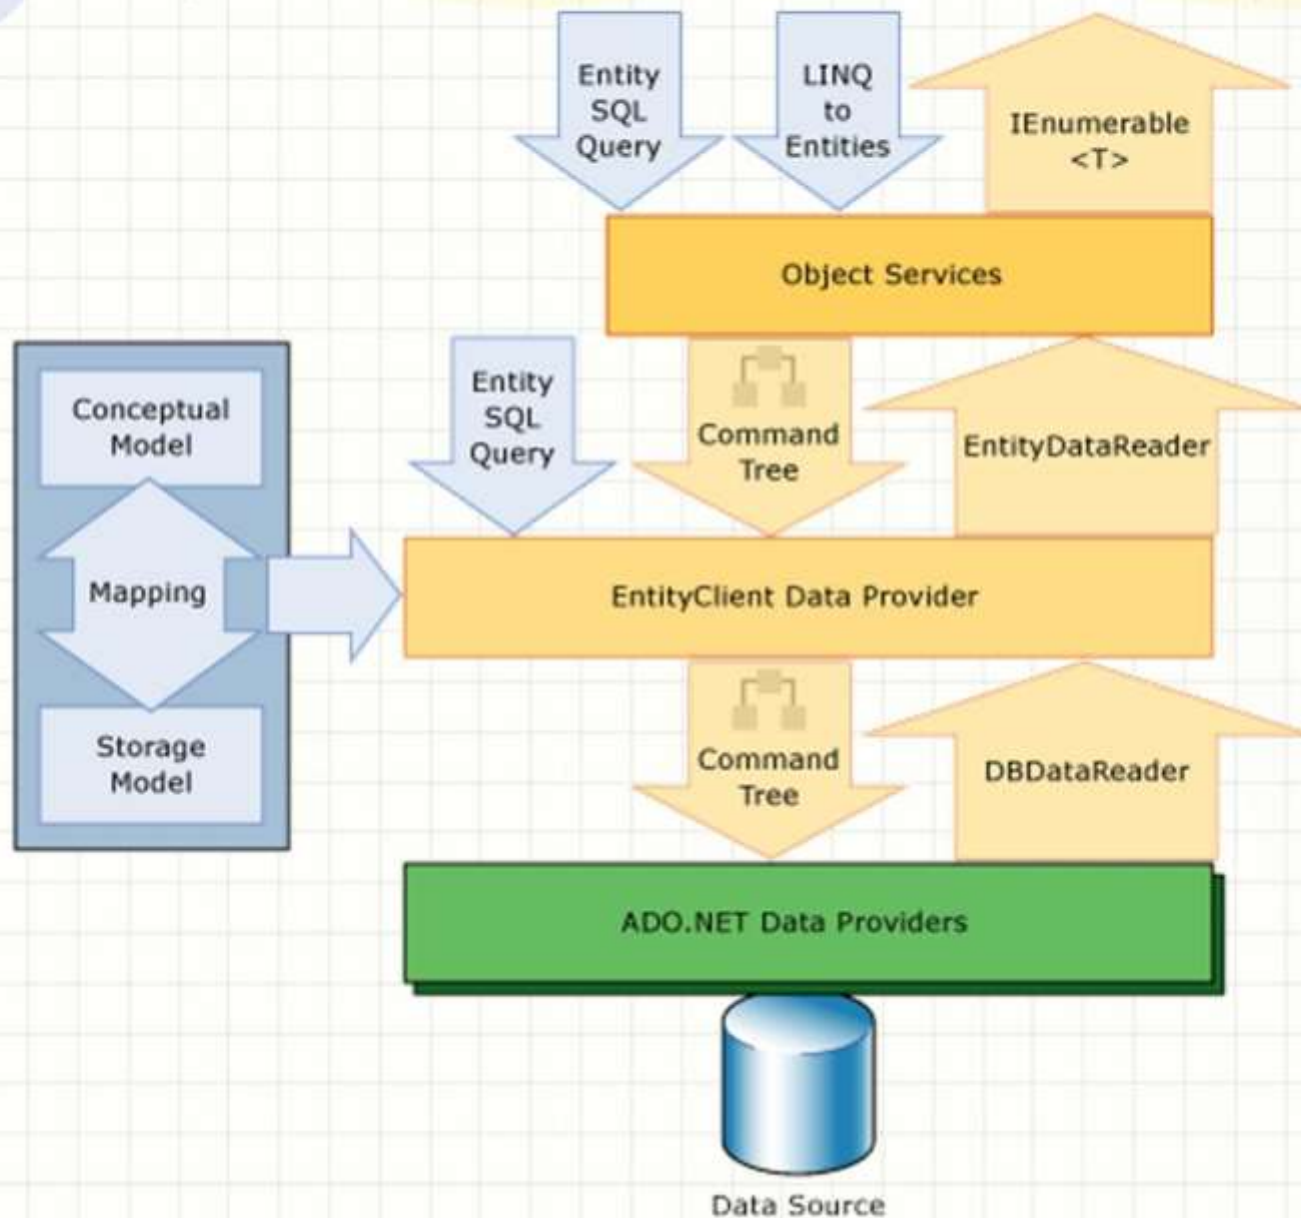 Entity
SQL
Query
LINQ
to
Entities
IEnumerable
<T>
Object Services
Conceptual
Model
Mapping
Storage
Model
Entity
SQL
Query
Command
Tree
EntityDataReader
EntityClient Data Provider
Command
Tree
DBDataReader
ADO.NET Data Providers
Data Source